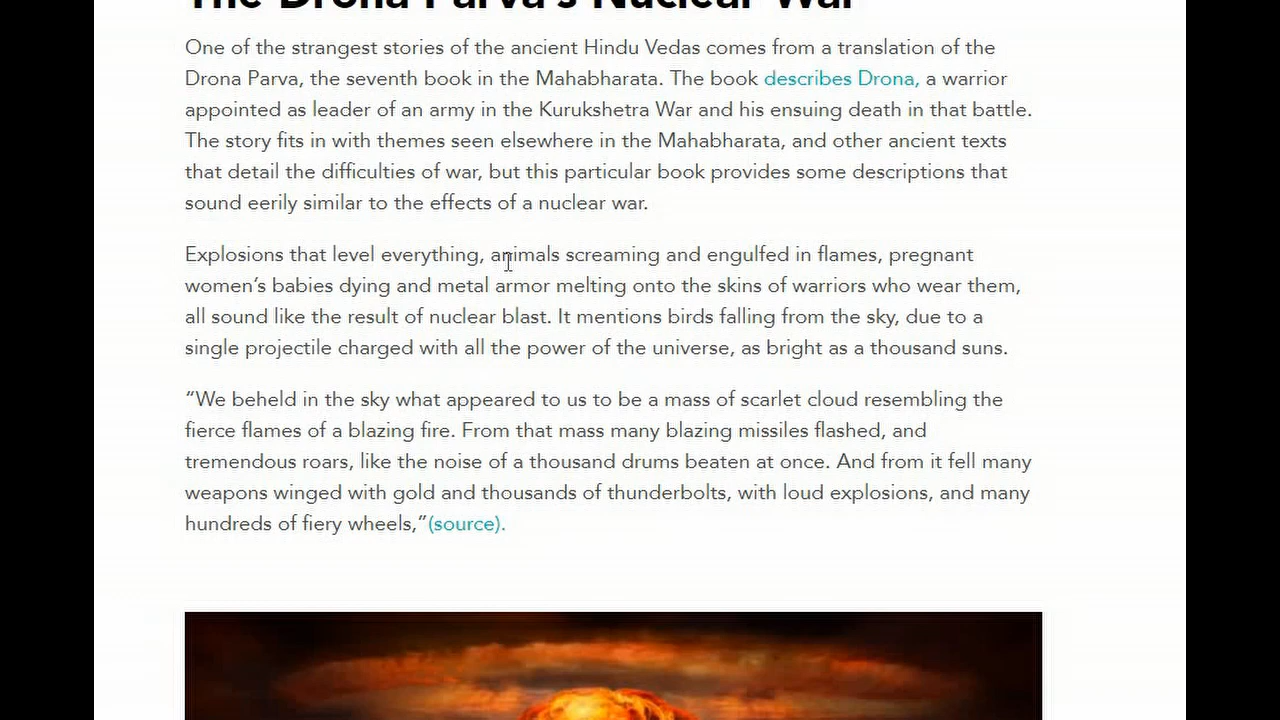 The Drona Parva's Nuclear War
One of the strangest stories of the ancient Hindu Vedas comes from a translation of the
Drona Parva, the seventh book in the Mahabharata. The book describes Drona, a warrior
appointed as leader of an army in the Kurukshetra War and his ensuing death in that battle.
The story fits in with themes seen elsewhere in the Mahabharata, and other ancient texts
that detail the difficulties of war, but this particular book provides some descriptions that
sound eerily similar to the effects of a nuclear war.
Explosions that level everything, animals screaming and engulfed in flames, pregnant
women’s babies dying and metal armor melting onto the skins of warriors who wear them,
all sound like the result of nuclear blast. It mentions birds falling from the sky, due to a
single projectile charged with all the power of the universe, as bright as a thousand suns.
“We beheld in the sky what appeared to us to be a mass of scarlet cloud resembling the
fierce flames of a blazing fire. From that mass many blazing missiles flashed, and
tremendous roars, like the noise of a thousand drums beaten at once. And from it fell many
weapons winged with gold and thousands of thunderbolts, with loud explosions, and many
hundreds of fiery wheels,”(source).